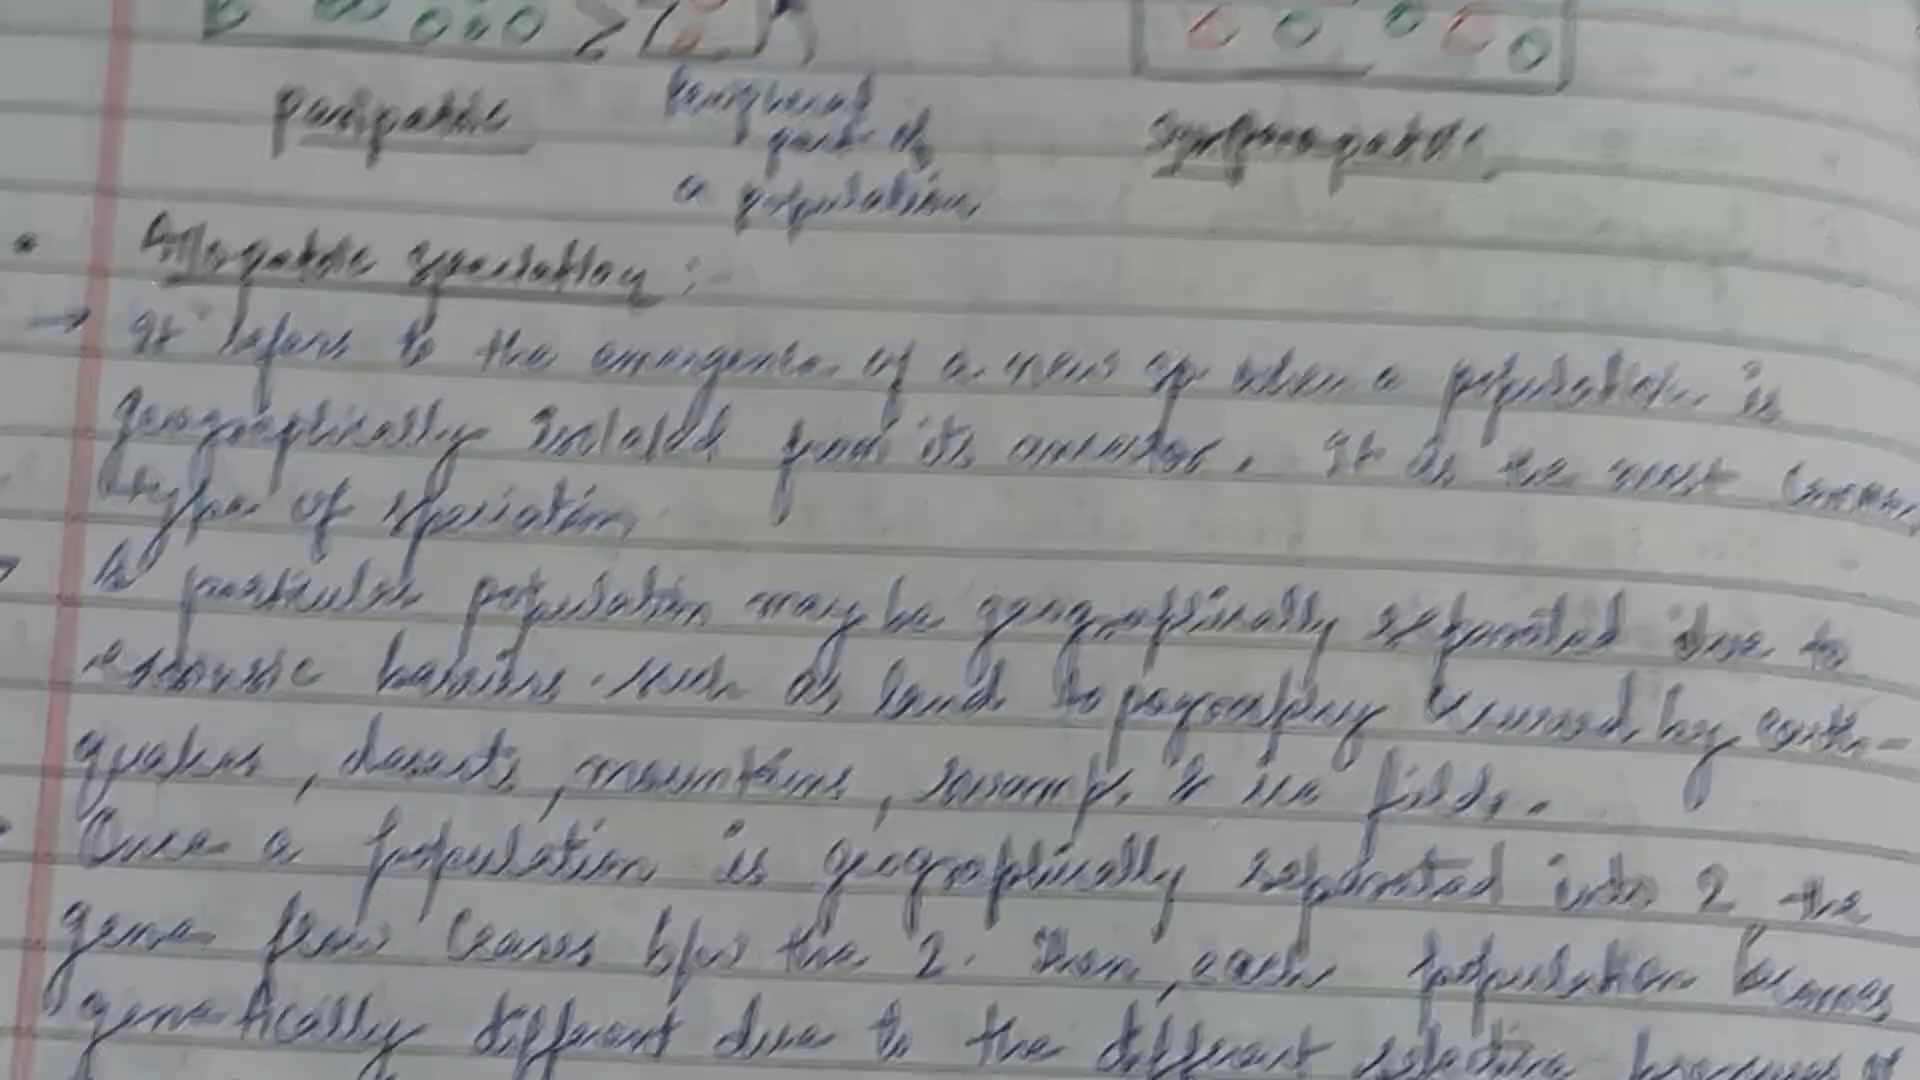 Peripatric
Peripheral
part of
a population
Sympatric
Allopatric speciation :-
→ It refers to the emergence of a new sp when a population is
geographically isolated from its ancestor. It is the most common
type of speciation.
A particular population may be geographically separated due to
extrinsic barriers such as land topography caused by earth-
quakes, deserts, mountains, swamps & ice fields.
Once a population is geographically separated into 2 the
gene flow ceases b/w the 2. Then, each population becomes
genetically different due to the different selective pressures of